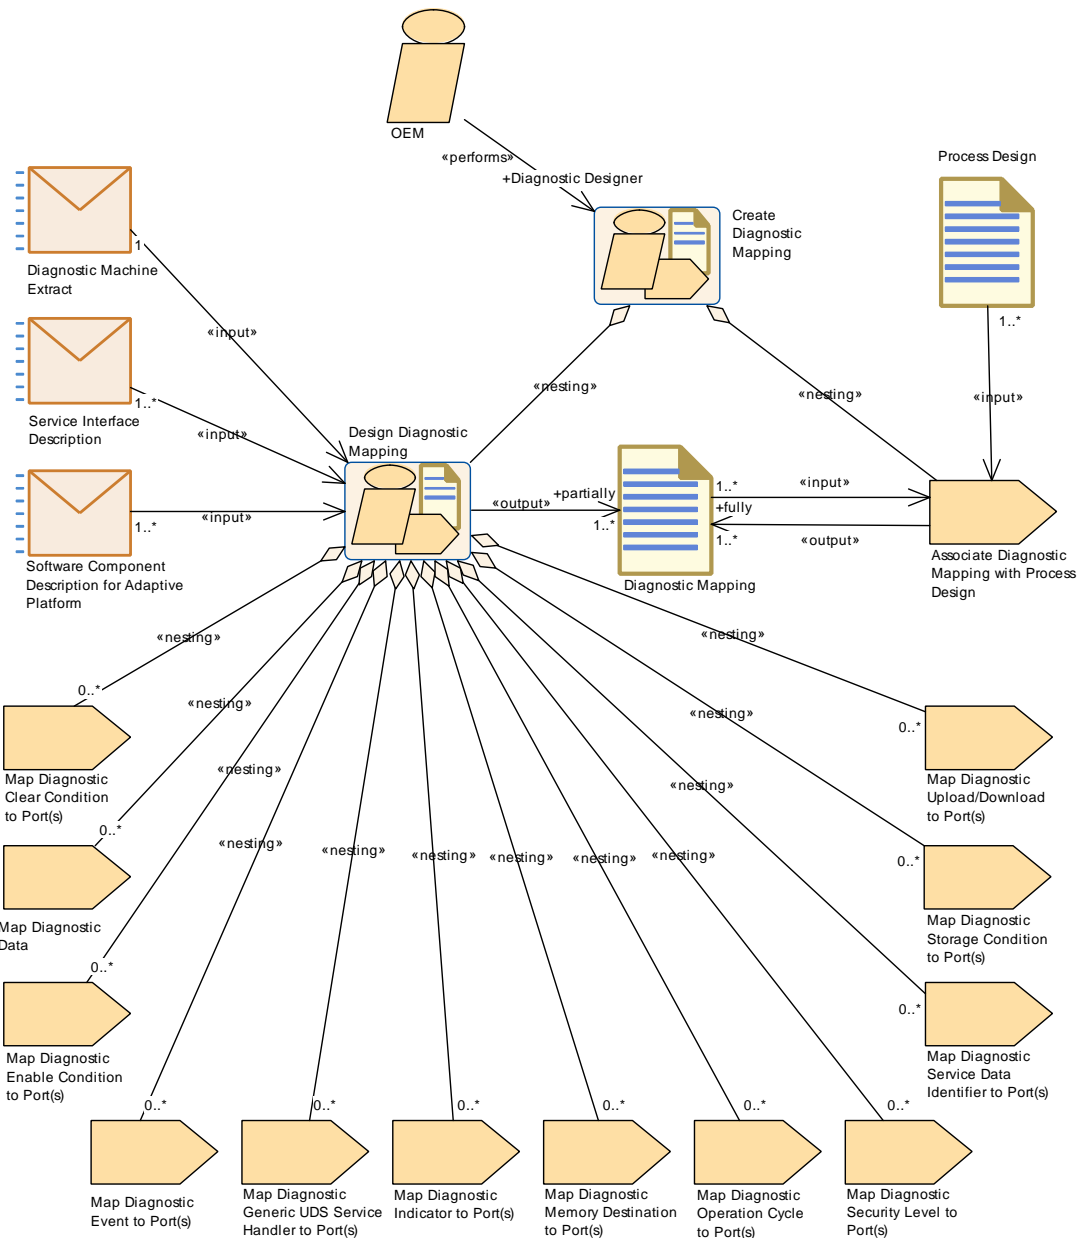 OEM
«performs»
+Diagnostic Designer
Process Design
Create
Diagnostic
Mapping
1
Diagnostic Machine
Extract
1..*
«input»
«nesting»
«nesting»
«input»
1..*
Service Interface
Description
«input»
Design Diagnostic
Mapping
1..*
«input»
Software Component
Description for Adaptive
Platform
«output»
+partially
1..*
1..*
+fully
1..*
«input»
«output»
Diagnostic Mapping
Associate Diagnostic
Mapping with Process
Design
«nesting»
«nesting»
0..*
«nesting»
«nesting»
0..*
Map Diagnostic
Clear Condition
to Port(s)
Map Diagnostic
Upload/Download
to Port(s)
«nesting»
«nesting»
0..*
«nesting»
«nesting»
«nesting»
«nesting»
«nesting»
«nesting»
0..*
Map Diagnostic
Data
Map Diagnostic
Storage Condition
to Port(s)
0..*
0..*
Map Diagnostic
Enable Condition
to Port(s)
Map Diagnostic
Service Data
Identifier to Port(s)
0..*
0..*
0..*
0..*
0..*
0..*
Map Diagnostic
Event to Port(s)
Map Diagnostic
Generic UDS Service
Handler to Port(s)
Map Diagnostic
Indicator to Port(s)
Map Diagnostic
Memory Destination
to Port(s)
Map Diagnostic
Operation Cycle
to Port(s)
Map Diagnostic
Security Level to
Port(s)